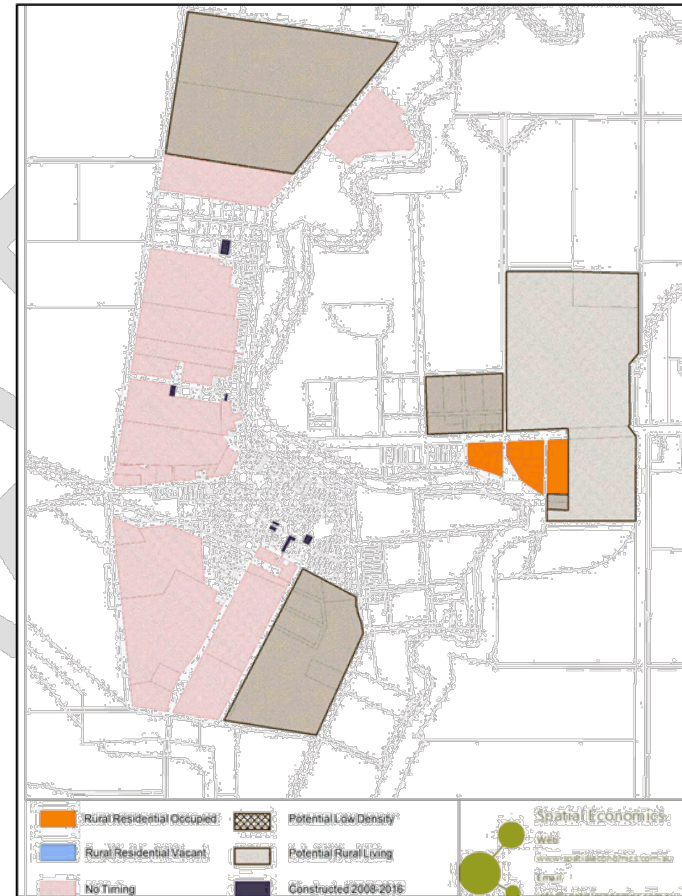 Rural Residential Occupied
Potential Low Density
Rural Residential Vacant
Potential Rural Living
No Timing
Constructed 2008-2016
Spatial Economics
Web
www.spatialeconomics.com.au
Email